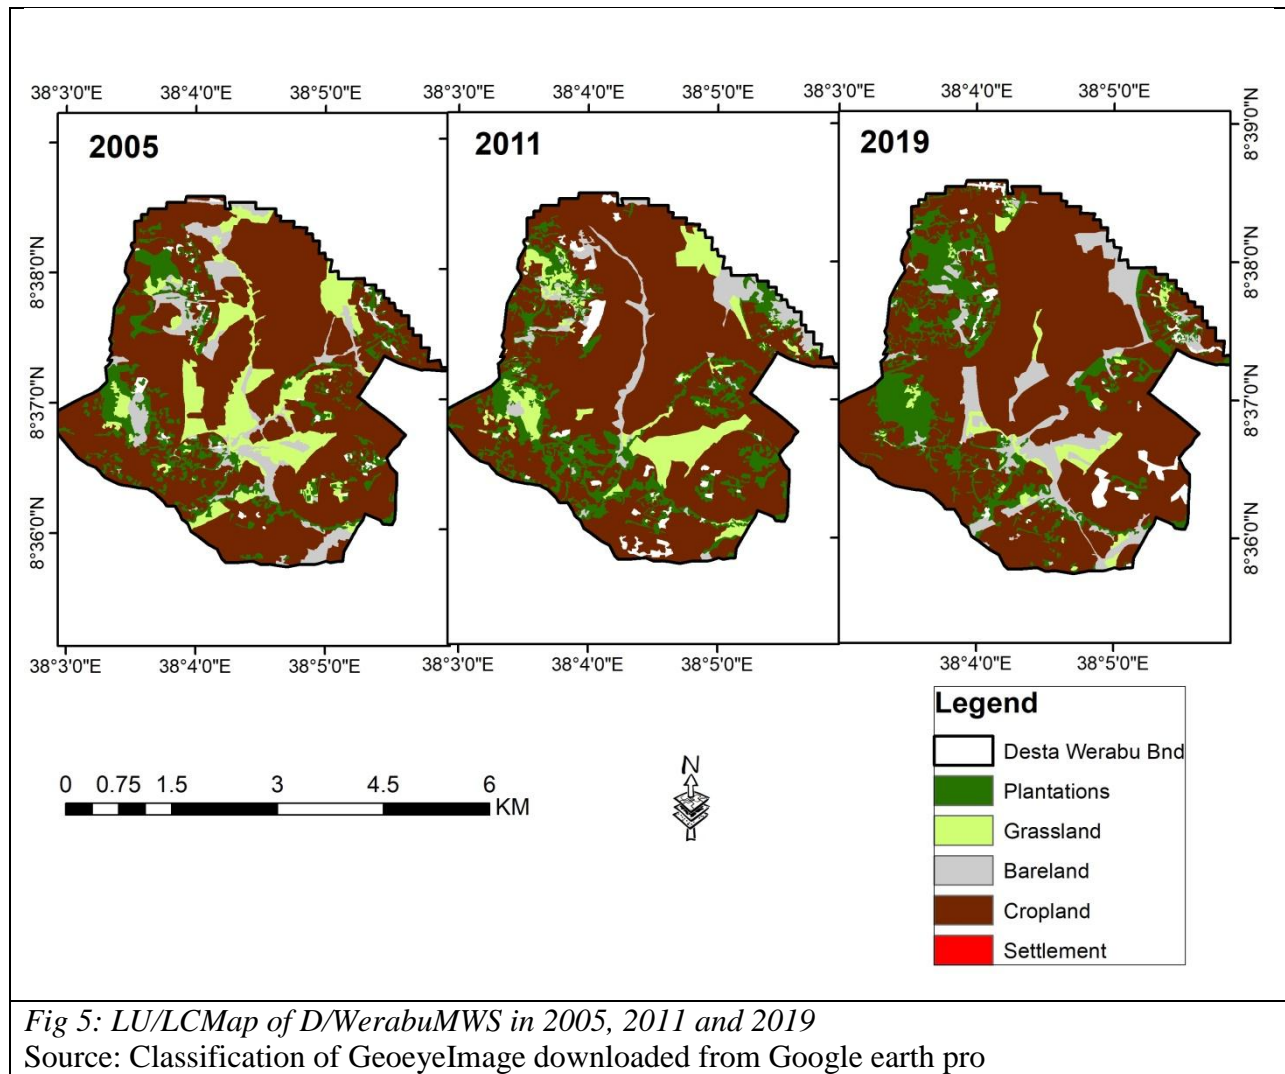 38°3'0"E 38°4'0"E 38°5'0"E 38°3'0"E 38°4'0"E 38°5'0"E 38°3'0"E 38°4'0"E 38°5'0"E
2005 2011 2019
8°38'0"N
8°37'0"N
8°36'0"N
8°39'0"N
8°38'0"N
8°37'0"N
8°36'0"N
38°3'0"E 38°4'0"E 38°5'0"E 38°3'0"E 38°4'0"E 38°5'0"E 38°4'0"E 38°5'0"E
0 0.75 1.5 3 4.5 6
KM
N
Legend
Desta Werabu Bnd
Plantations
Grassland
Bareland
Cropland
Settlement
Fig 5: LU/LCMap of D/WerabuMWS in 2005, 2011 and 2019
Source: Classification of GeoeyeImage downloaded from Google earth pro